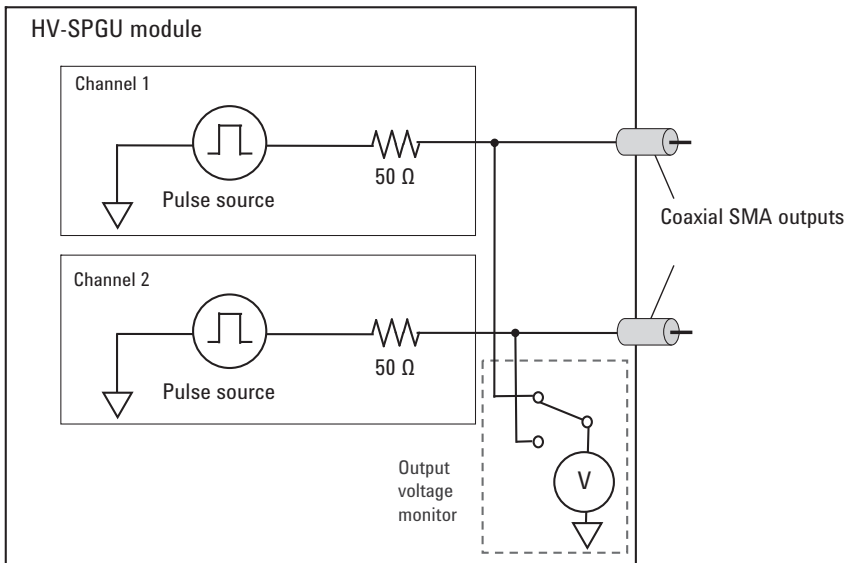 HV-SPGU module
Channel 1
50 Ω
Pulse source
Coaxial SMA outputs
Channel 2
50 Ω
Pulse source
Output
voltage
monitor
V